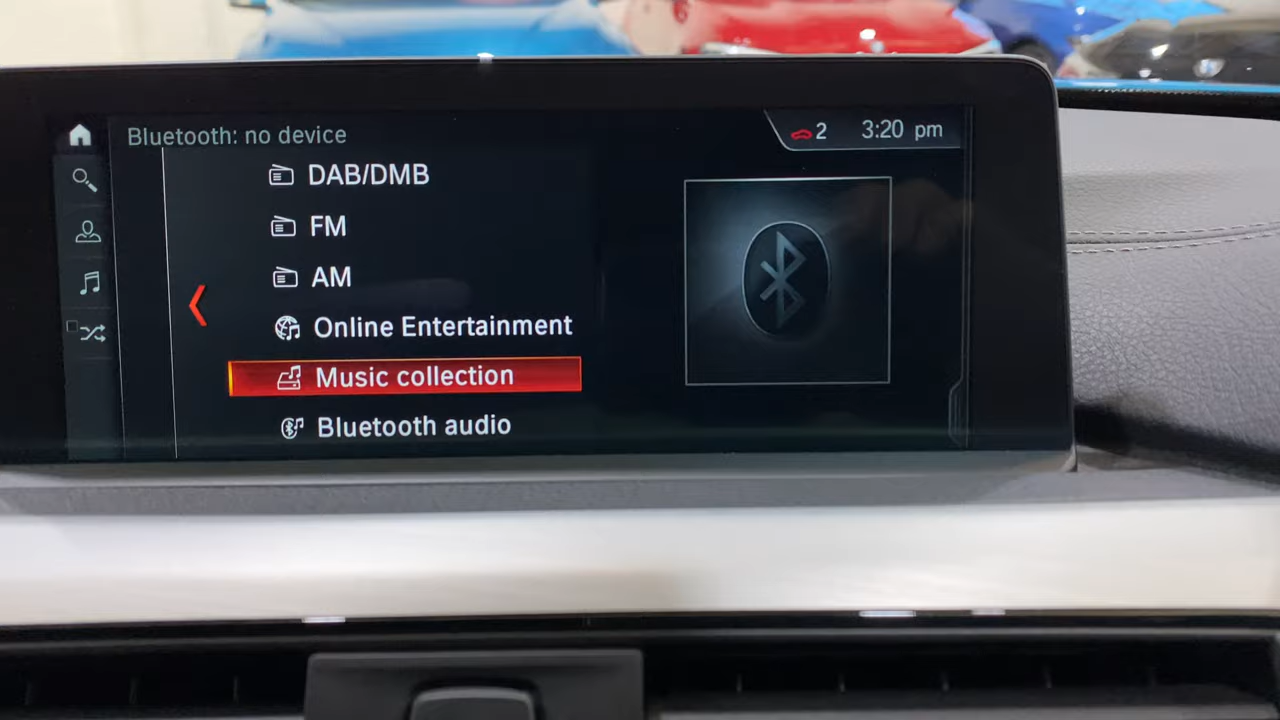 Bluetooth: no device
2 3:20 pm
DAB/DMB
FM
AM
Online Entertainment
Music collection
Bluetooth audio